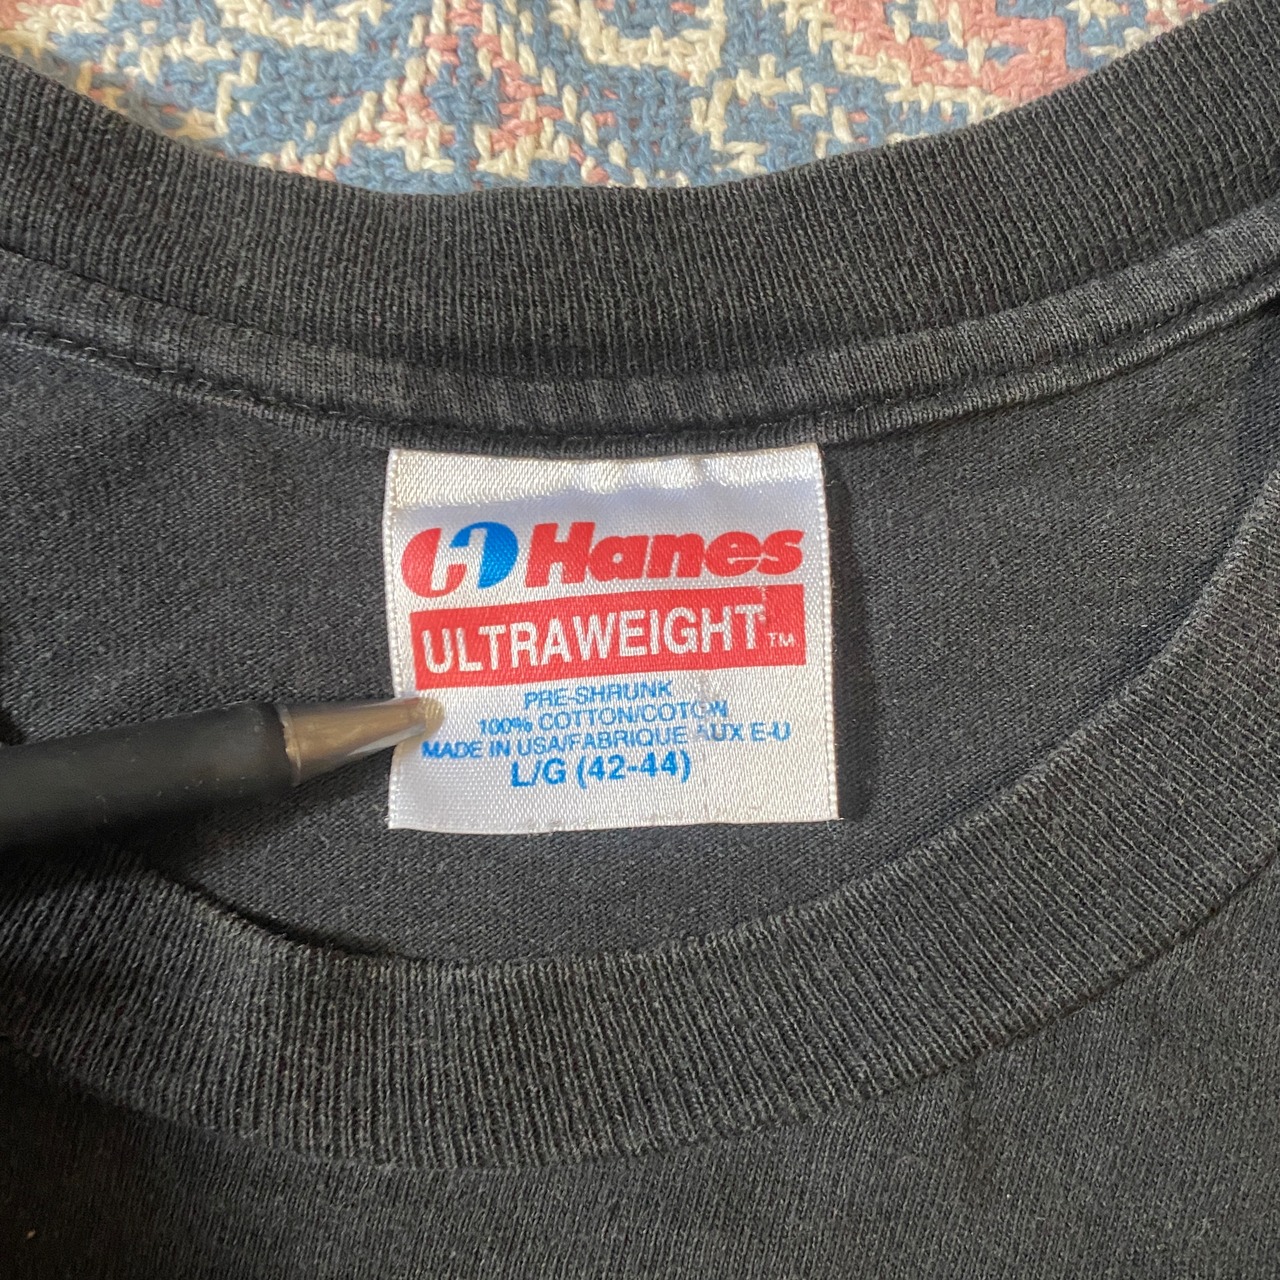 Hanes
ULTRAWEIGHT™
PRE-SHRUNK
100% COTTON/COTON
MADE IN USA/FABRIQUE AUX E-U
L/G (42-44)